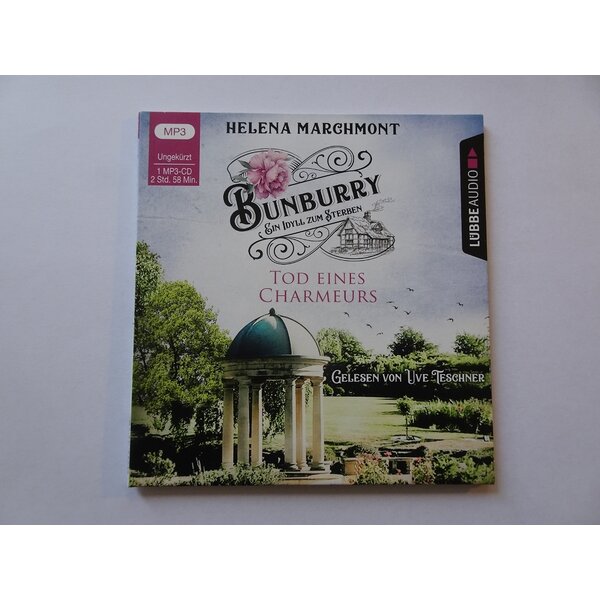 MP3
Ungekürzt
1 MP3-CD
2 Std. 58 Min.
HELENA MARCHMONT
LÜBBE AUDIO
BUNBURRY
EIN IDYLL ZUM STERBEN
TOD EINES
CHARMEURS
GELESEN VON UVE TESCHNER